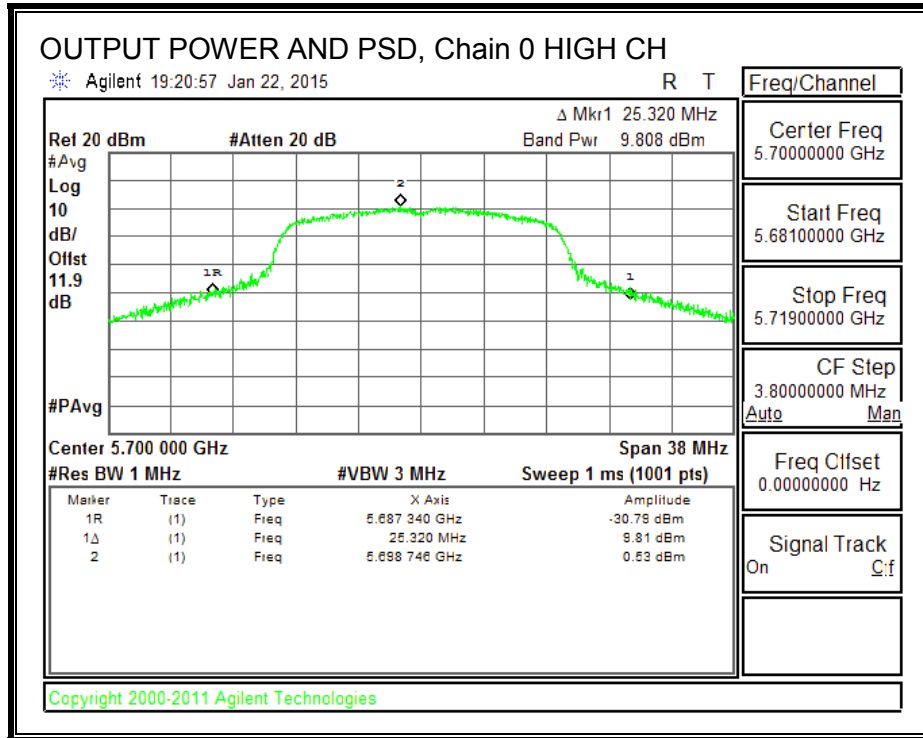 OUTPUT POWER AND PSD, Chain 0 HIGH CH
Agilent 19:20:57 Jan 22, 2015 R T
Freq/Channel
Δ Mkr1 25.320 MHz
Ref 20 dBm #Atten 20 dB Band Pwr 9.808 dBm
#Avg
Log
10
dB/
Offst
11.9
dB
#PAvg
2
1R
1
Center 5.700 000 GHz Span 38 MHz
#Res BW 1 MHz #VBW 3 MHz Sweep 1 ms (1001 pts)
Marker Trace Type X Axis Amplitude
1R (1) Freq 5.687 340 GHz -30.79 dBm
1Δ (1) Freq 25.320 MHz 9.81 dBm
2 (1) Freq 5.698 746 GHz 0.53 dBm
Center Freq
5.70000000 GHz
Start Freq
5.68100000 GHz
Stop Freq
5.71900000 GHz
CF Step
3.80000000 MHz
Auto Man
Freq Offset
0.00000000 Hz
Signal Track
On Off
Copyright 2000-2011 Agilent Technologies